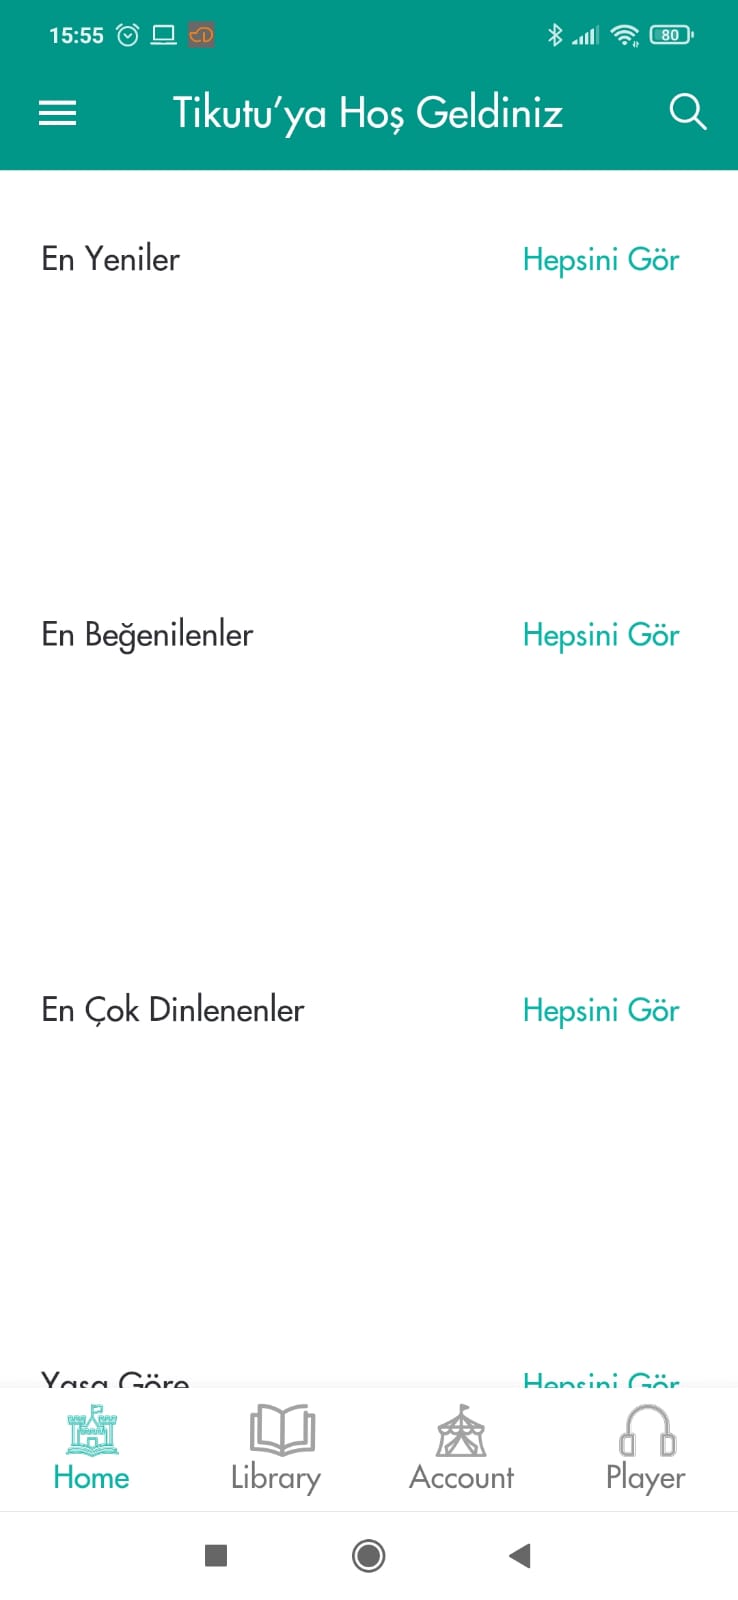 15:55
80
Tikutu’ya Hoş Geldiniz
En Yeniler Hepsini Gör
En Beğenilenler Hepsini Gör
En Çok Dinlenenler Hepsini Gör
Yaşa Göre Hepsini Gör
Home Library Account Player